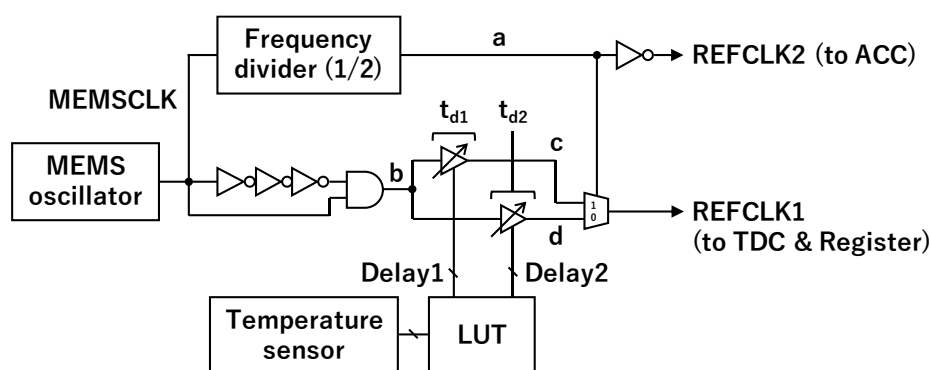 Frequency
divider (1/2)
a
REFCLK2 (to ACC)
MEMSCLK
t_d1
t_d2
MEMS
oscillator
b
c
1
0
REFCLK1
(to TDC & Register)
d
Delay1
Delay2
Temperature
sensor
LUT